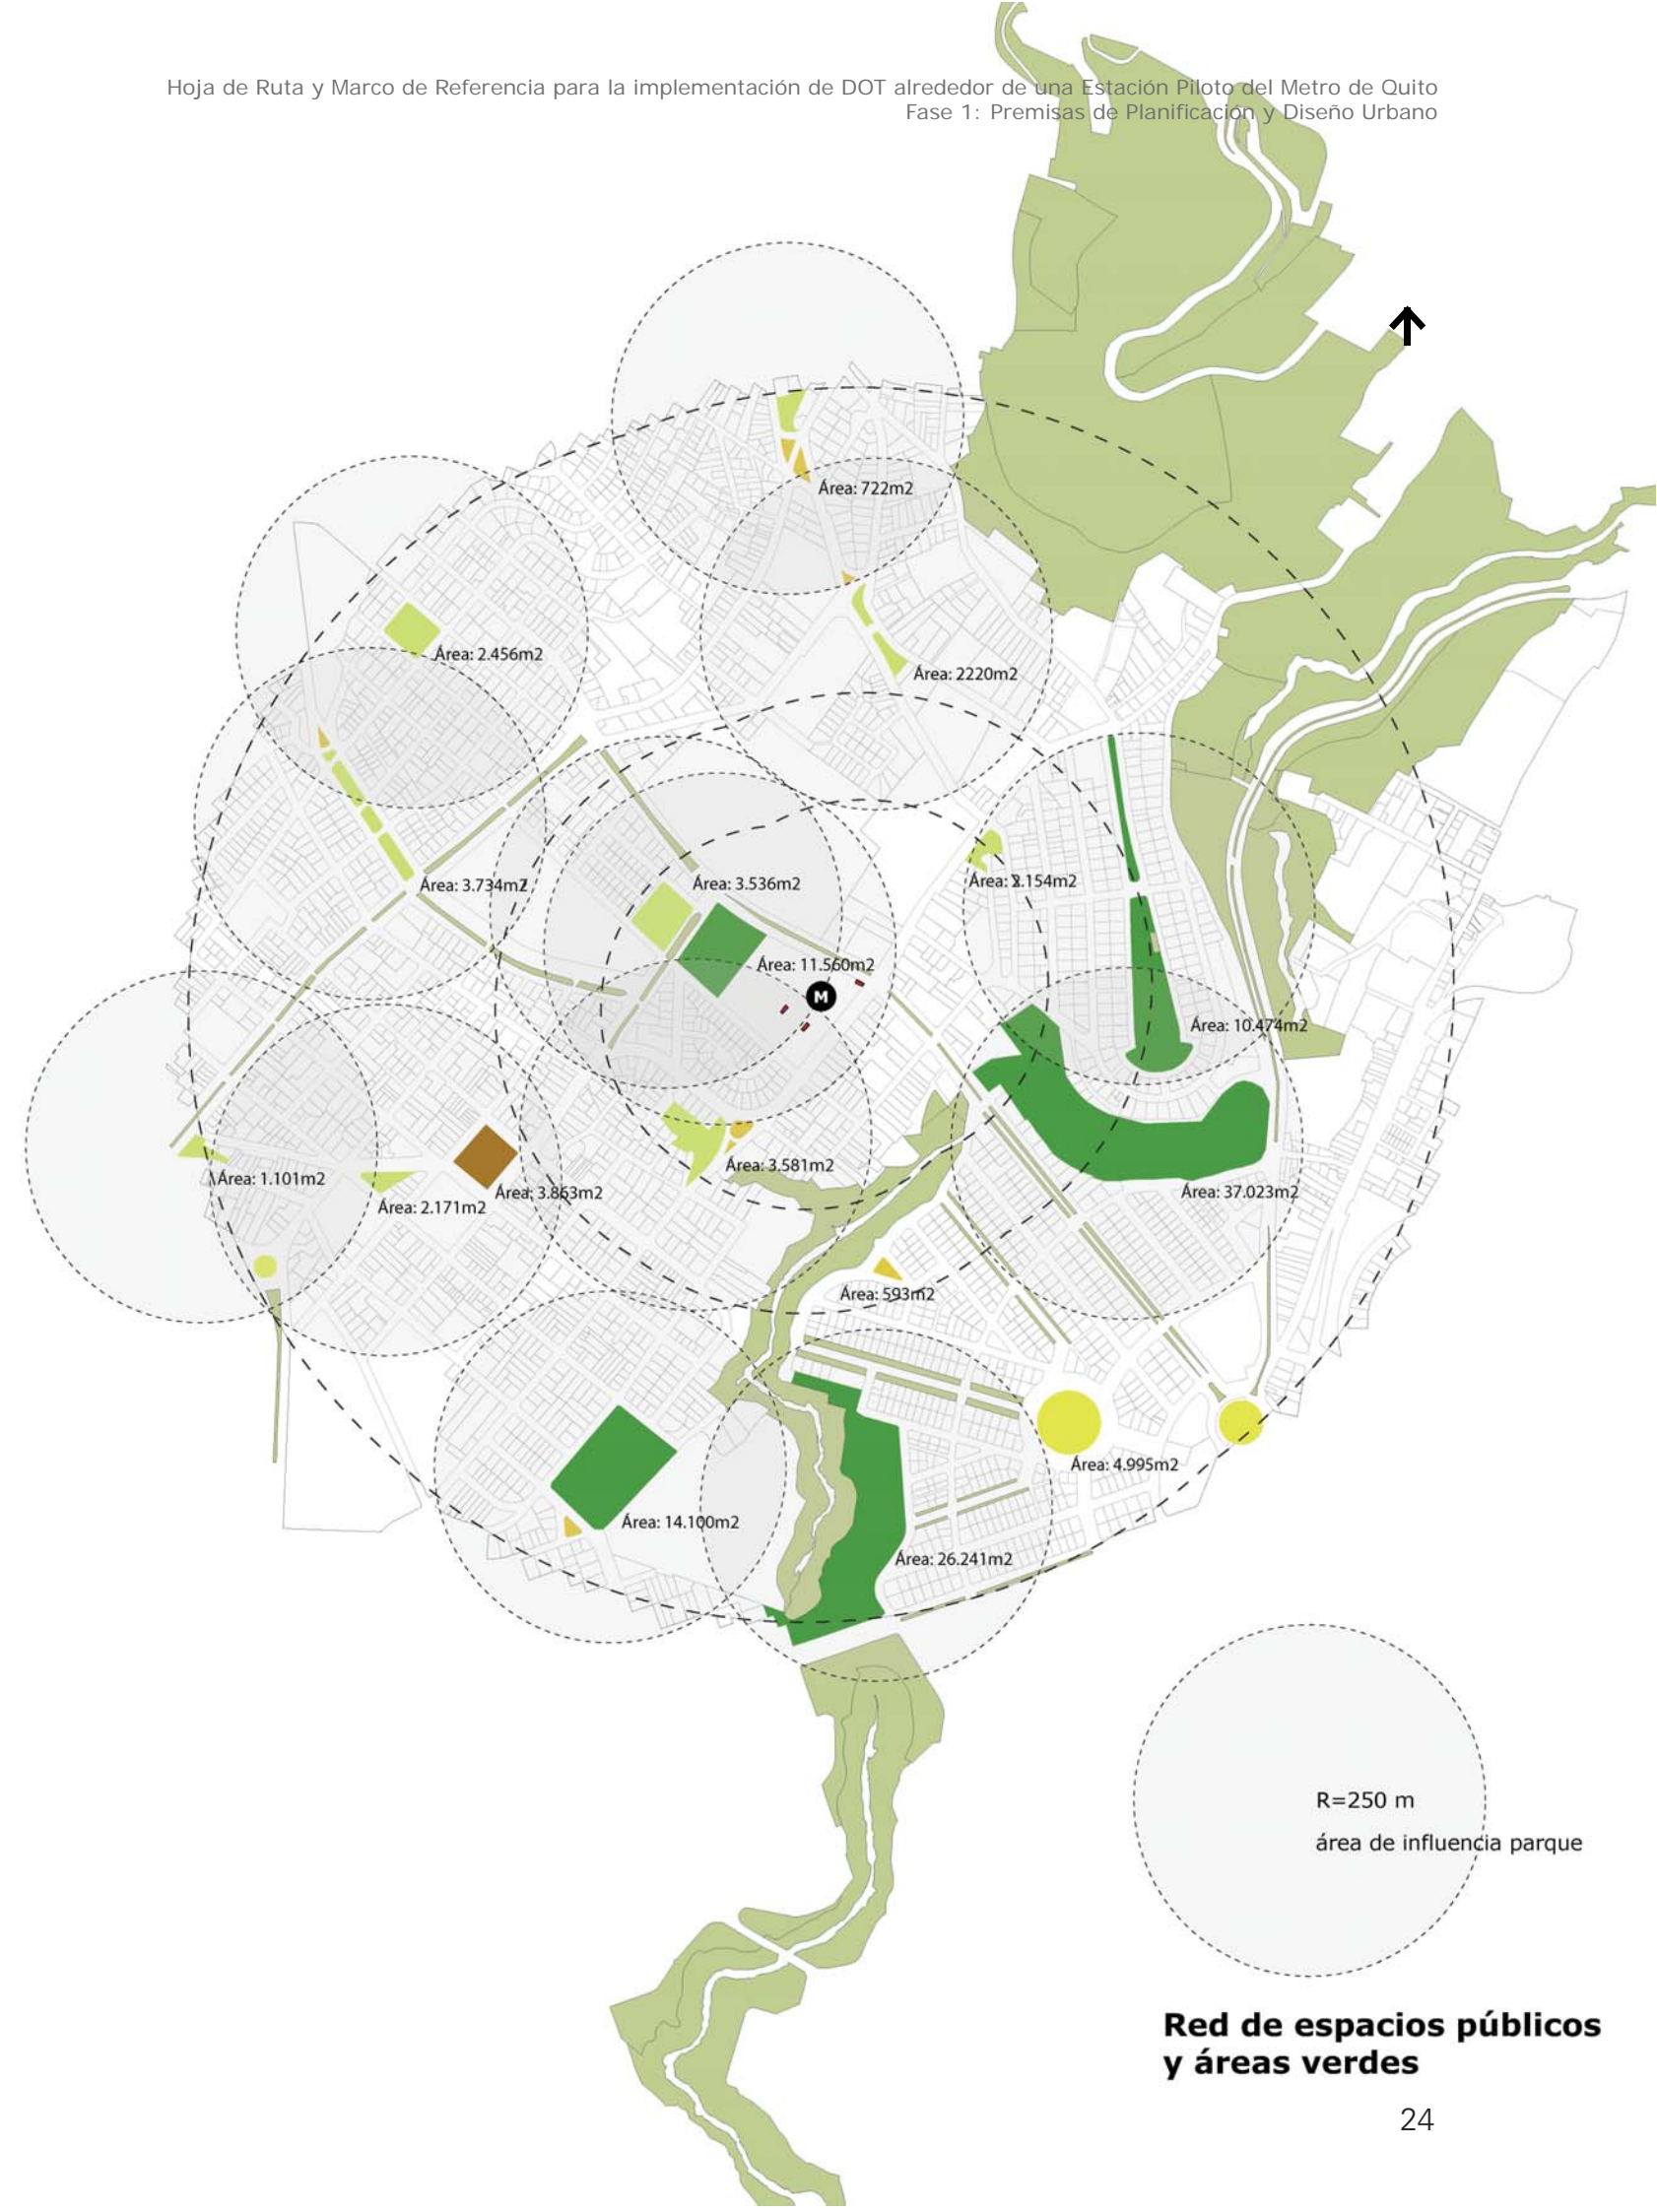 Hoja de Ruta y Marco de Referencia para la implementación de DOT alrededor de una Estación Piloto del Metro de Quito
Fase 1: Premisas de Planificación y Diseño Urbano
Área: 722m2
Área: 2.456m2
Área: 2220m2
Área: 3.734m2
Área: 3.536m2
Área: 2.154m2
Área: 11.560m2
M
Área: 10.474m2
Área: 3.581m2
Área: 1.101m2
Área: 3.863m2
Área: 37.023m2
Área: 2.171m2
Área: 593m2
Área: 4.995m2
Área: 14.100m2
Área: 26.241m2
R=250 m
área de influencia parque
Red de espacios públicos
y áreas verdes
24